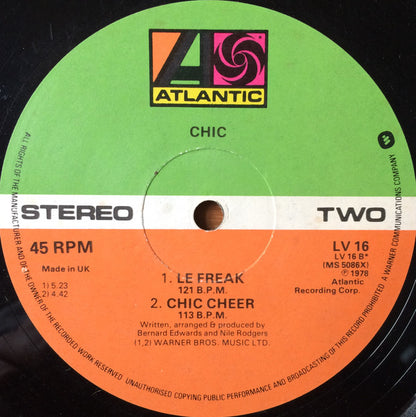 ATLANTIC
CHIC
STEREO TWO
45 RPM
Made in UK
1) 5.23
2) 4.42
LV 16
LV 16 B*
(MS 5086X)
℗ 1978
Atlantic
Recording Corp.
1. LE FREAK
121 B.P.M.
2. CHIC CHEER
113 B.P.M.
Written, arranged & produced by
Bernard Edwards and Nile Rodgers
(1,2) WARNER BROS. MUSIC LTD.
ALL RIGHTS OF THE MANUFACTURER AND OF THE OWNER OF THE RECORDED WORK RESERVED UNAUTHORISED COPYING PUBLIC PERFORMANCE AND BROADCASTING OF THIS RECORD PROHIBITED A WARNER COMMUNICATIONS COMPANY